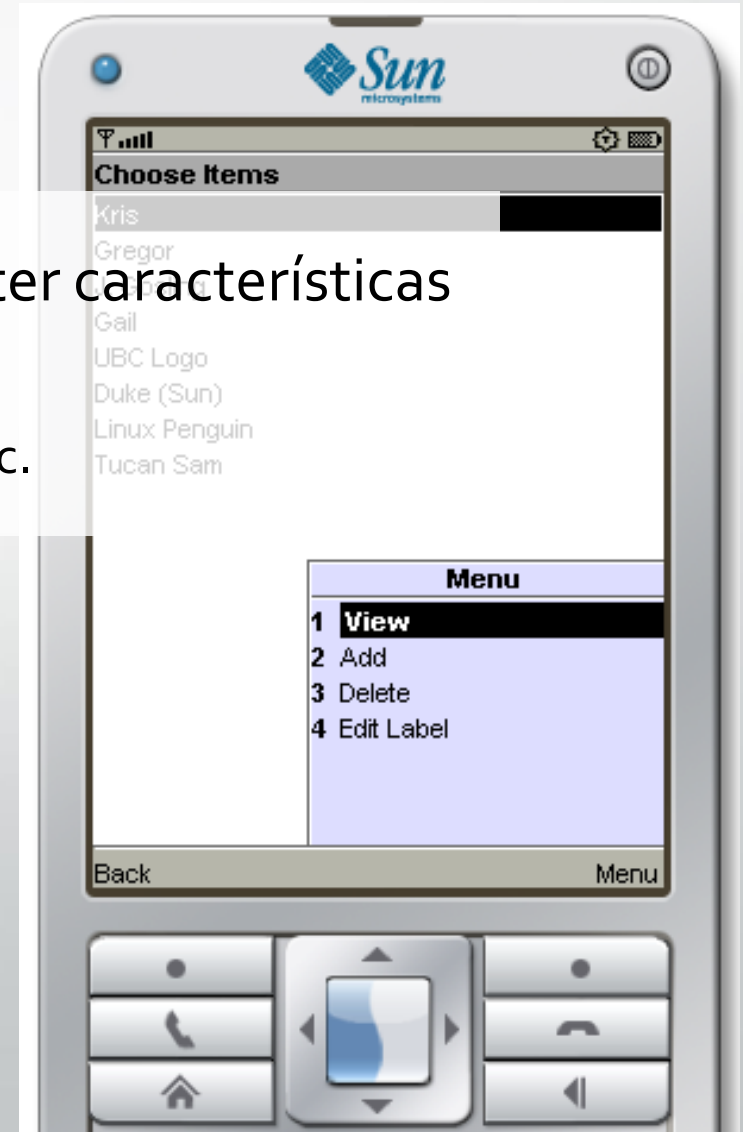 Sun
microsystems
Choose Items
Kris
Gregor
ter características
Gail
UBC Logo
Duke (Sun)
Linux Penguin
c.
Tucan Sam
Menu
1 View
2 Add
3 Delete
4 Edit Label
Back Menu